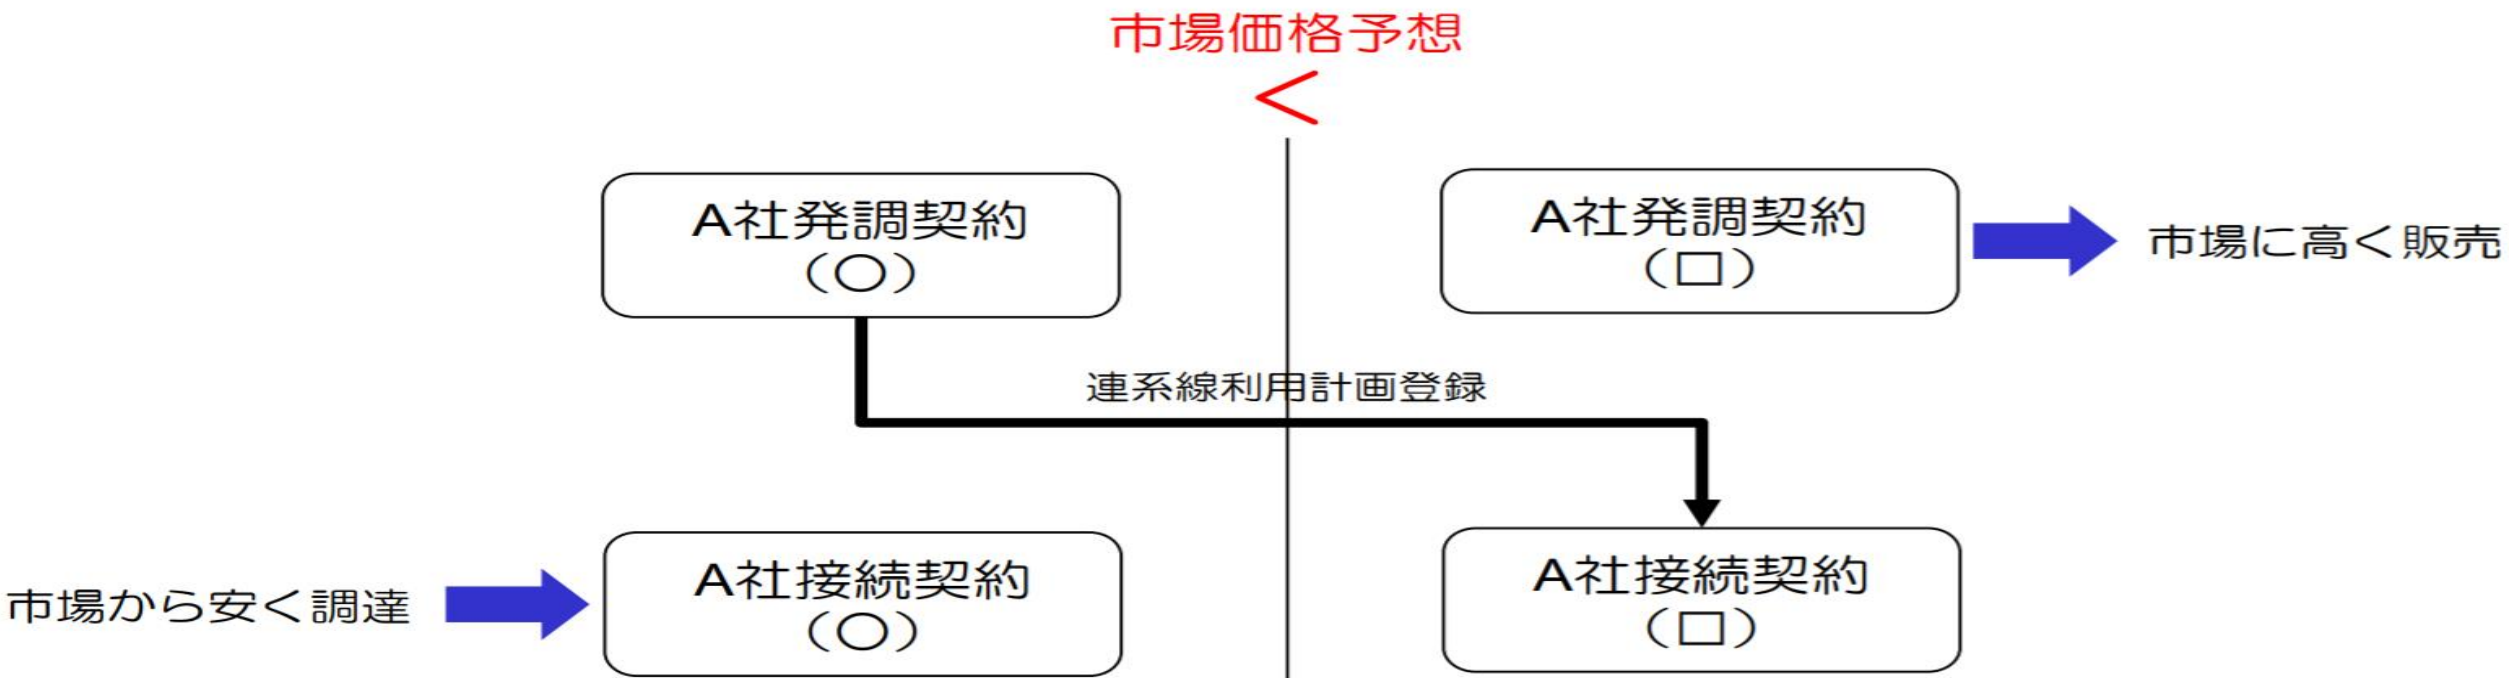 市場価格予想
<
A社発調契約
(○)
A社発調契約
(□)
市場に高く販売
連系線利用計画登録
市場から安く調達
A社接続契約
(○)
A社接続契約
(□)